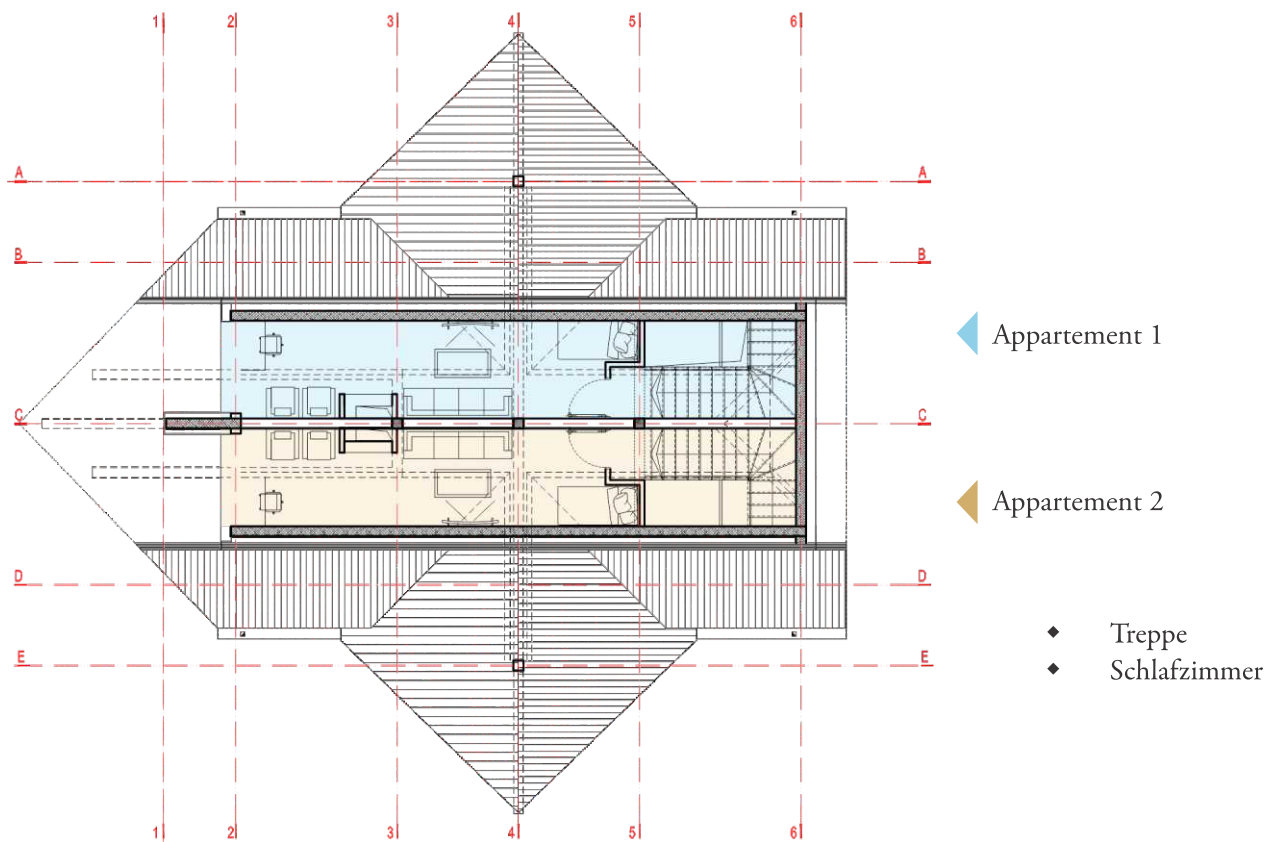 1 2 3 4 5 6
A A
B B
Appartement 1
C C
Appartement 2
D D
◆ Treppe
E E
◆ Schlafzimmer
1 2 3 4 5 6